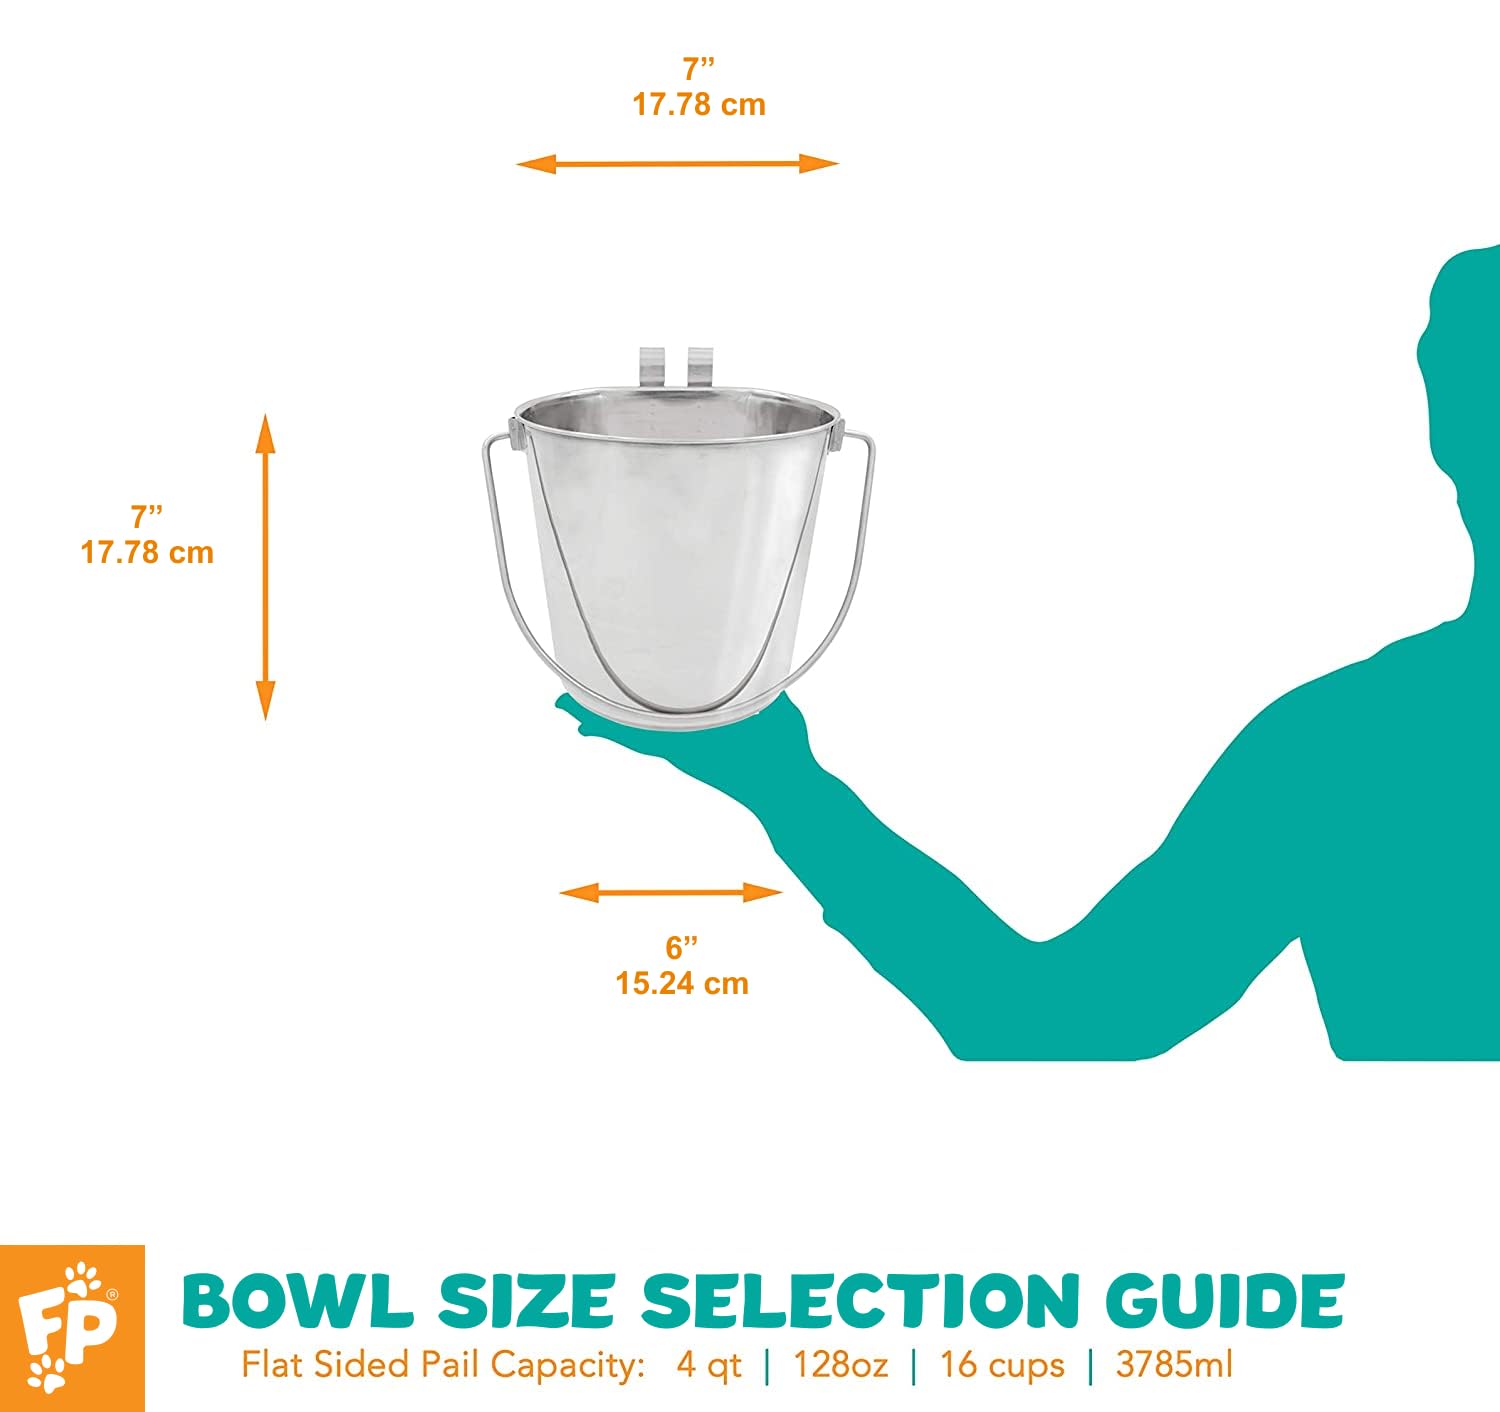 7”
17.78 cm
7”
17.78 cm
6”
15.24 cm
FP®
BOWL SIZE SELECTION GUIDE
Flat Sided Pail Capacity: 4 qt | 128oz | 16 cups | 3785ml